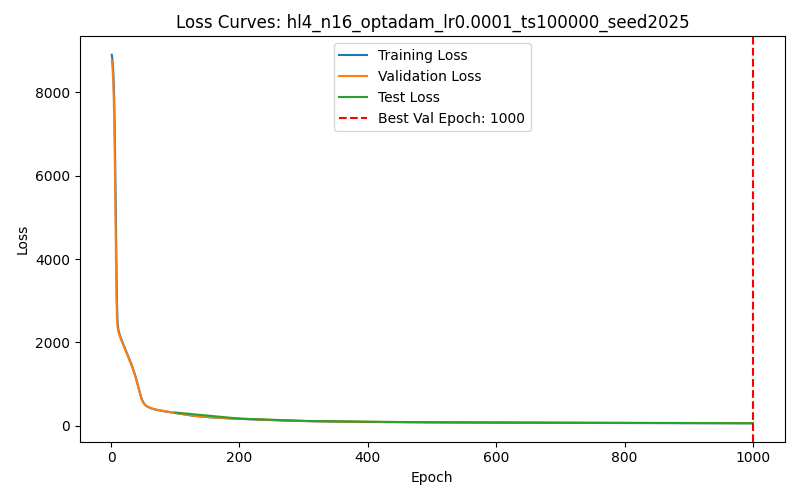 Loss Curves: hl4_n16_optadam_lr0.0001_ts100000_seed2025
Training Loss
Validation Loss
Test Loss
Best Val Epoch: 1000
Loss
8000
6000
4000
2000
0
0 200 400 600 800 1000
Epoch